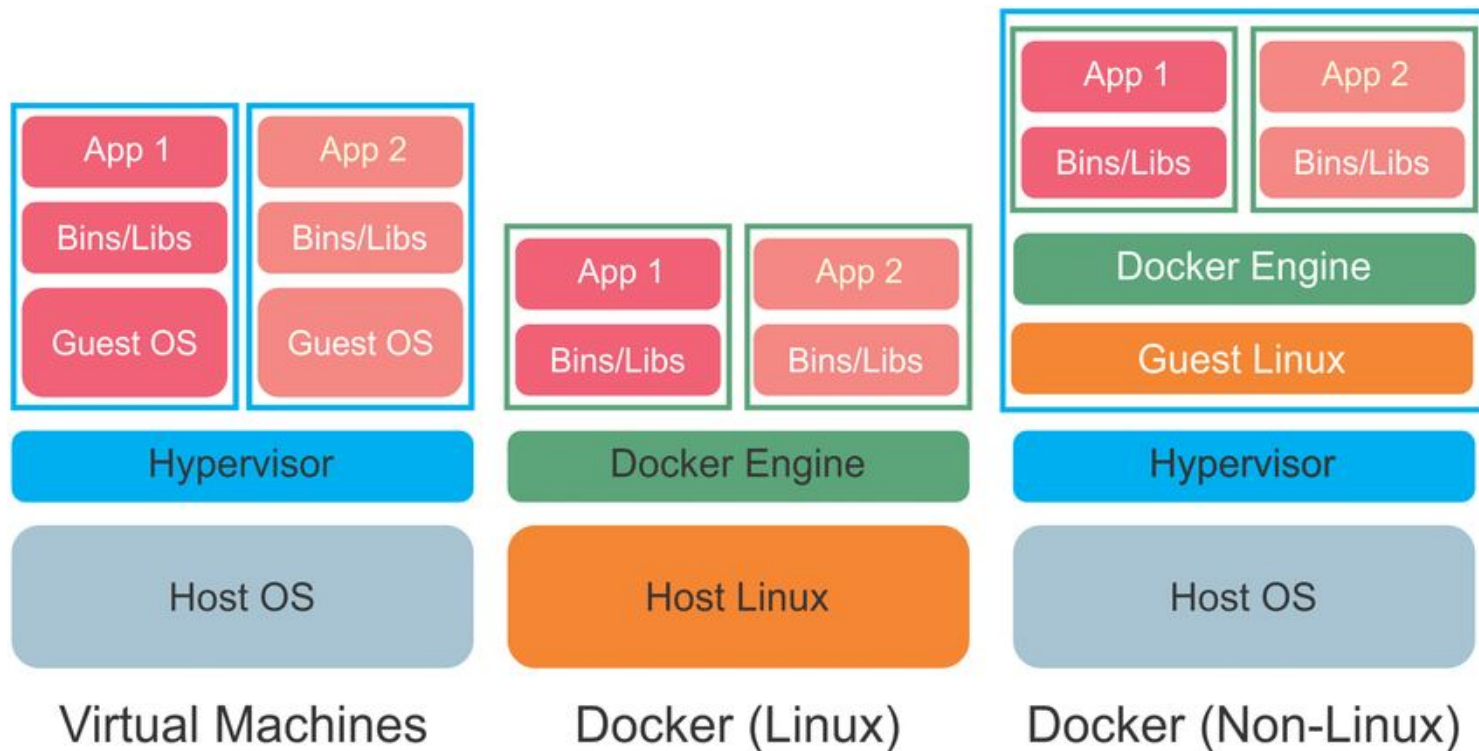 App 1
App 2
Bins/Libs
Bins/Libs
Guest OS
Guest OS
Hypervisor
Host OS
Virtual Machines
App 1
App 2
Bins/Libs
Bins/Libs
Docker Engine
Host Linux
Docker (Linux)
App 1
App 2
Bins/Libs
Bins/Libs
Docker Engine
Guest Linux
Hypervisor
Host OS
Docker (Non-Linux)